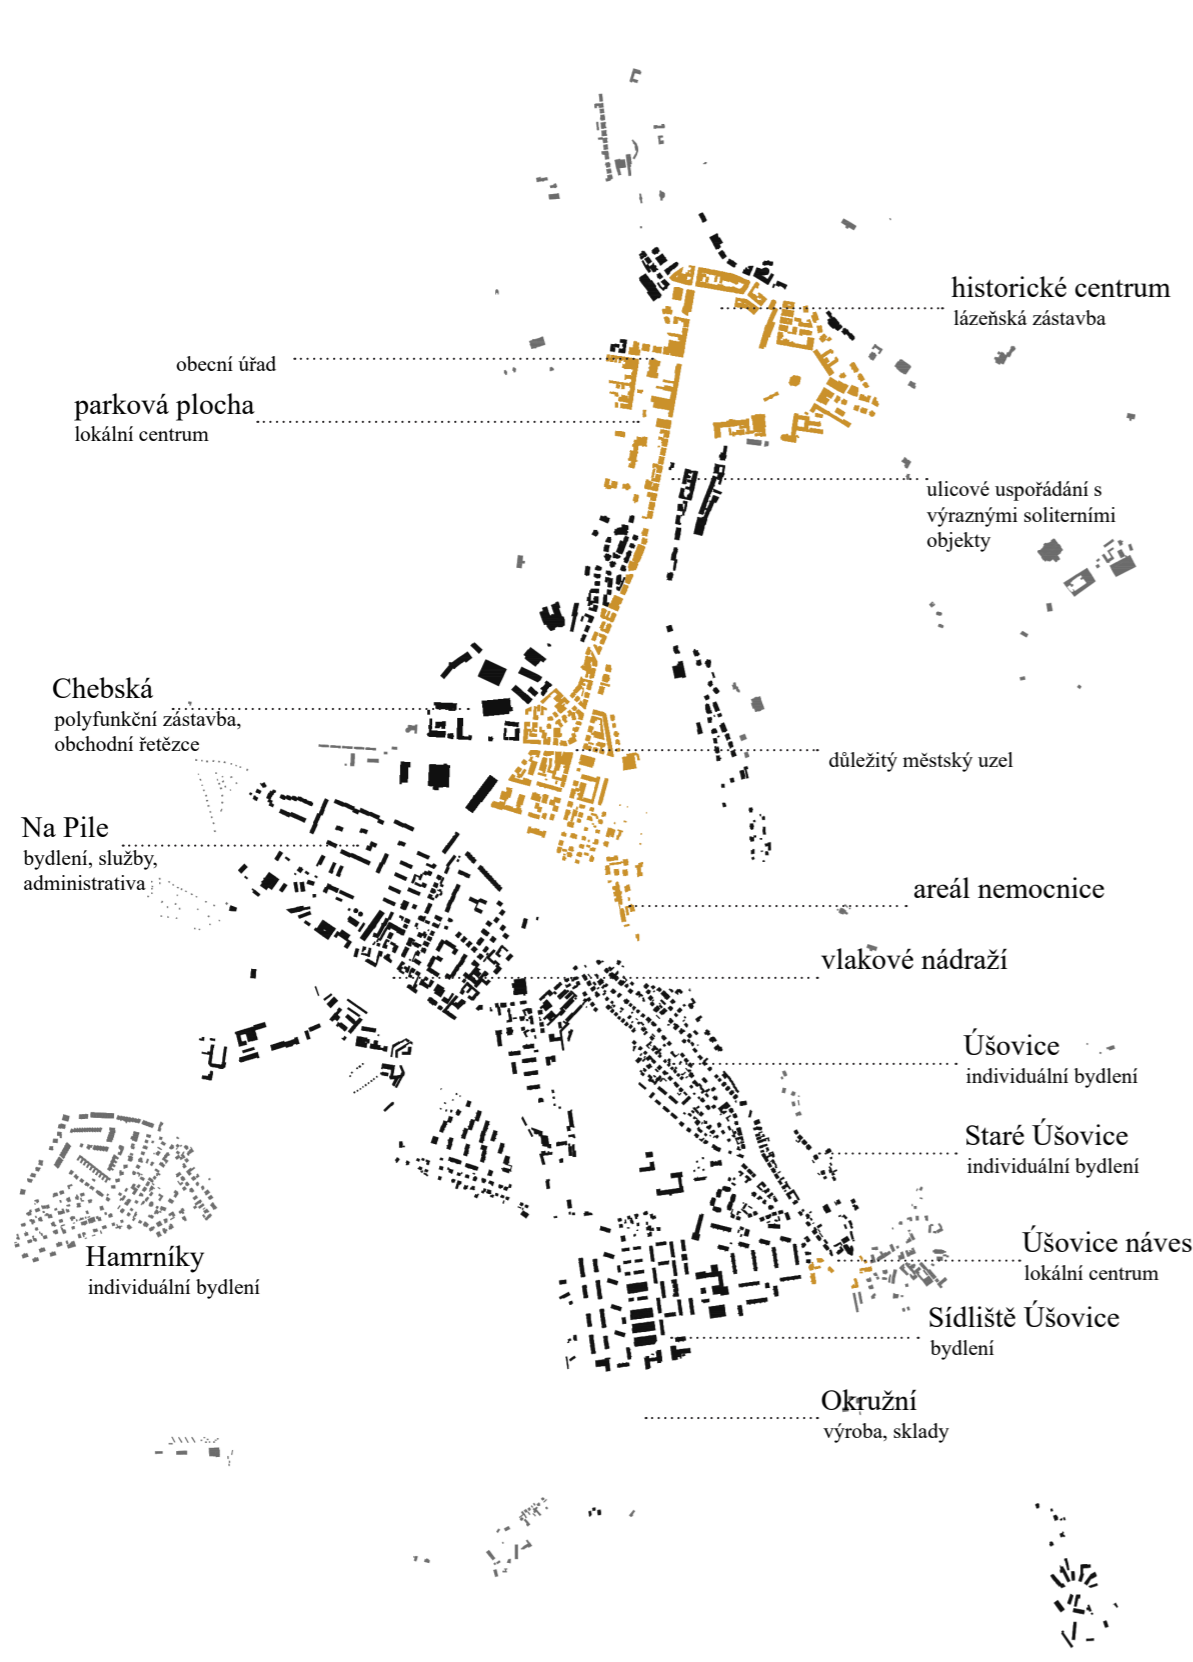 historické centrum
lázeňská zástavba
obecní úřad
parková plocha
lokální centrum
ulicové uspořádání s
výraznými soliterními
objekty
Chebská
polyfunkční zástavba,
obchodní řetězce
důležitý městský uzel
Na Pile
bydlení, služby,
administrativa
areál nemocnice
vlakové nádraží
Úšovice
individuální bydlení
Staré Úšovice
individuální bydlení
Úšovice náves
lokální centrum
Hamrníky
individuální bydlení
Sídliště Úšovice
bydlení
Okružní
výroba, sklady